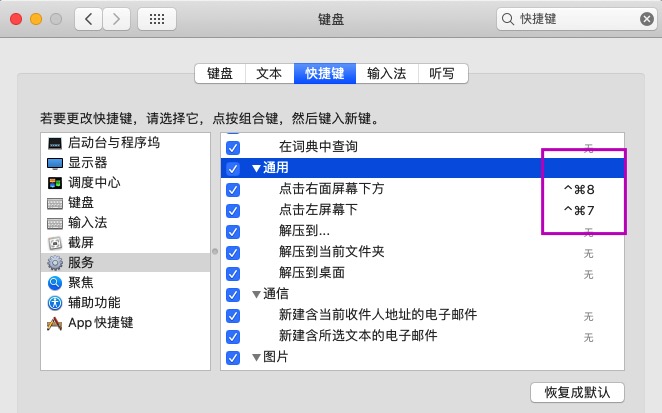 键盘
快捷键
键盘 文本 快捷键 输入法 听写
若要更改快捷键，请选择它，点按组合键，然后键入新键。
启动台与程序坞
显示器
调度中心
键盘
输入法
截屏
服务
聚焦
辅助功能
App 快捷键
在词典中查询 无
通用
点击右面屏幕下方 ^⌘8
点击左屏幕下 ^⌘7
解压到... 无
解压到当前文件夹 无
解压到桌面 无
通信
新建含当前收件人地址的电子邮件 无
新建含所选文本的电子邮件 无
图片
恢复成默认